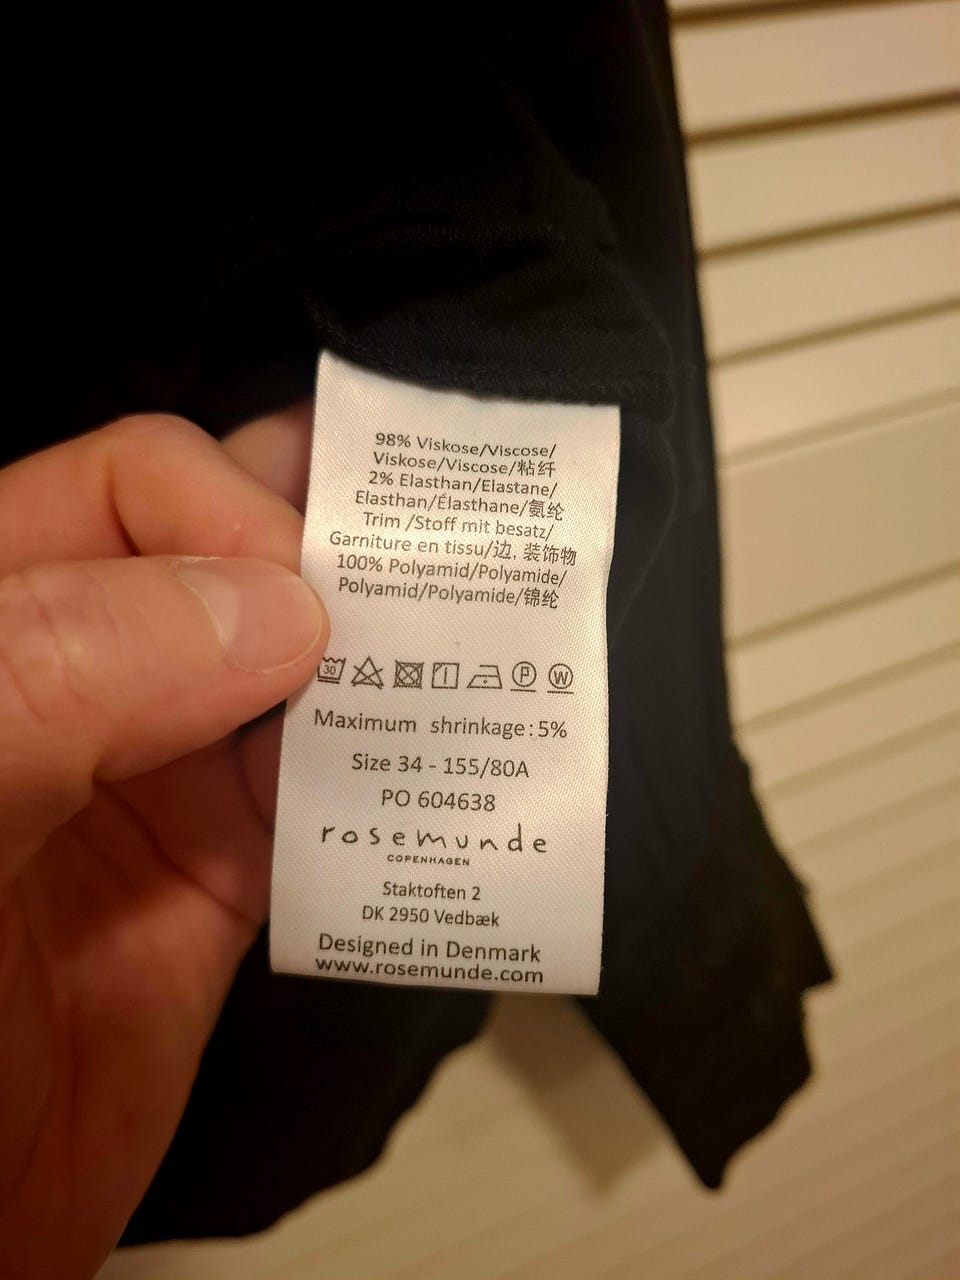 98% Viskose/Viscose/
Viskose/Viscose/粘纤
2% Elasthan/Elastane/
Elasthan/Élasthane/氨纶
Trim /Stoff mit besatz/
Garniture en tissu/边, 装饰物
100% Polyamid/Polyamide/
Polyamid/Polyamide/锦纶
30 P W
Maximum shrinkage: 5%
Size 34 - 155/80A
PO 604638
rosemunde
COPENHAGEN
Staktoften 2
DK 2950 Vedbæk
Designed in Denmark
www.rosemunde.com